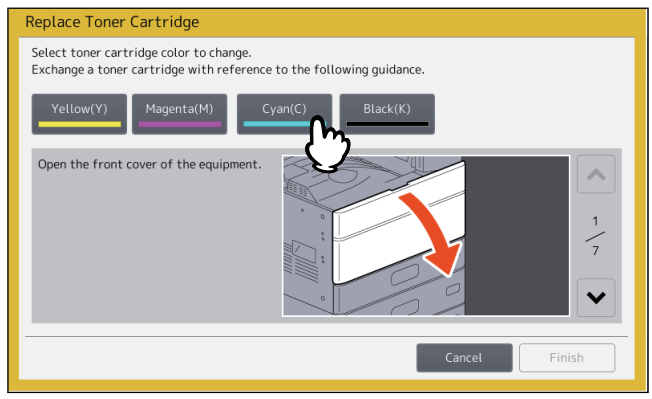 Replace Toner Cartridge
Select toner cartridge color to change.
Exchange a toner cartridge with reference to the following guidance.
Yellow(Y)
Magenta(M)
Cyan(C)
Black(K)
Open the front cover of the equipment.
1
7
Cancel
Finish